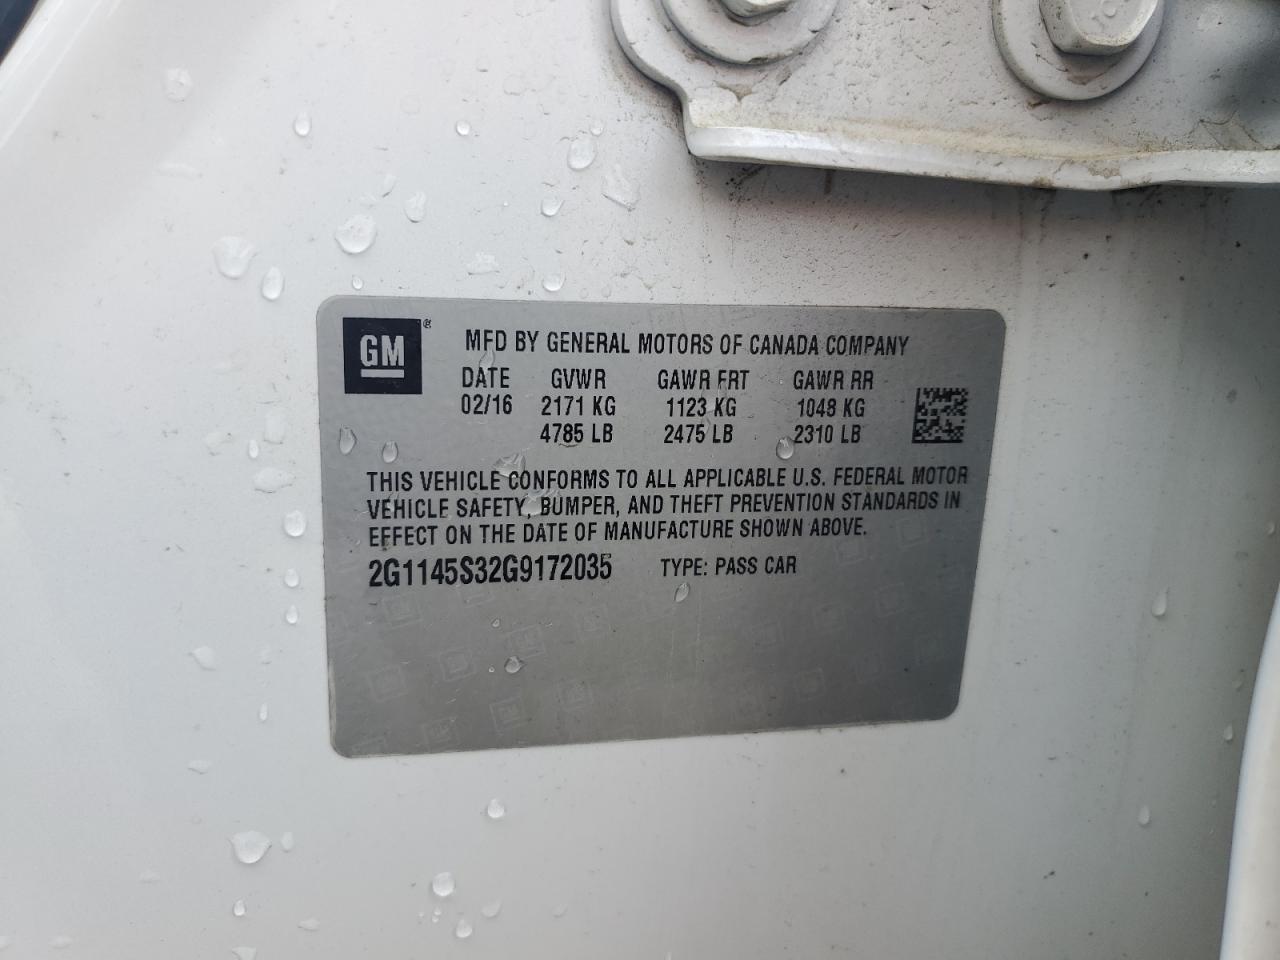 GM®
MFD BY GENERAL MOTORS OF CANADA COMPANY
DATE GVWR GAWR FRT GAWR RR
02/16 2171 KG 1123 KG 1048 KG
4785 LB 2475 LB 2310 LB
THIS VEHICLE CONFORMS TO ALL APPLICABLE U.S. FEDERAL MOTOR
VEHICLE SAFETY, BUMPER, AND THEFT PREVENTION STANDARDS IN
EFFECT ON THE DATE OF MANUFACTURE SHOWN ABOVE.
2G1145S32G9172035 TYPE: PASS CAR